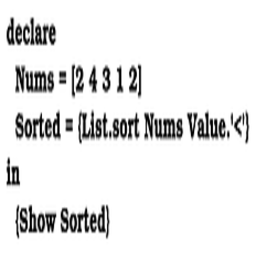 declare
Nums = [2 4 3 1 2]
Sorted = {List.sort Nums Value.'<'}
in
{Show Sorted}